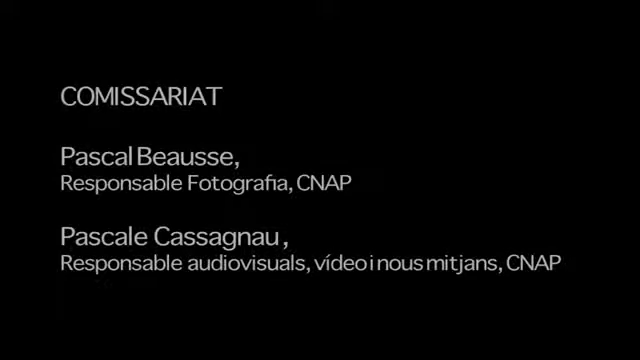 COMISSARIAT
Pascal Beausse,
Responsable Fotografia, CNAP
Pascale Cassagnau,
Responsable audiovisuals, vídeo i nous mitjans, CNAP